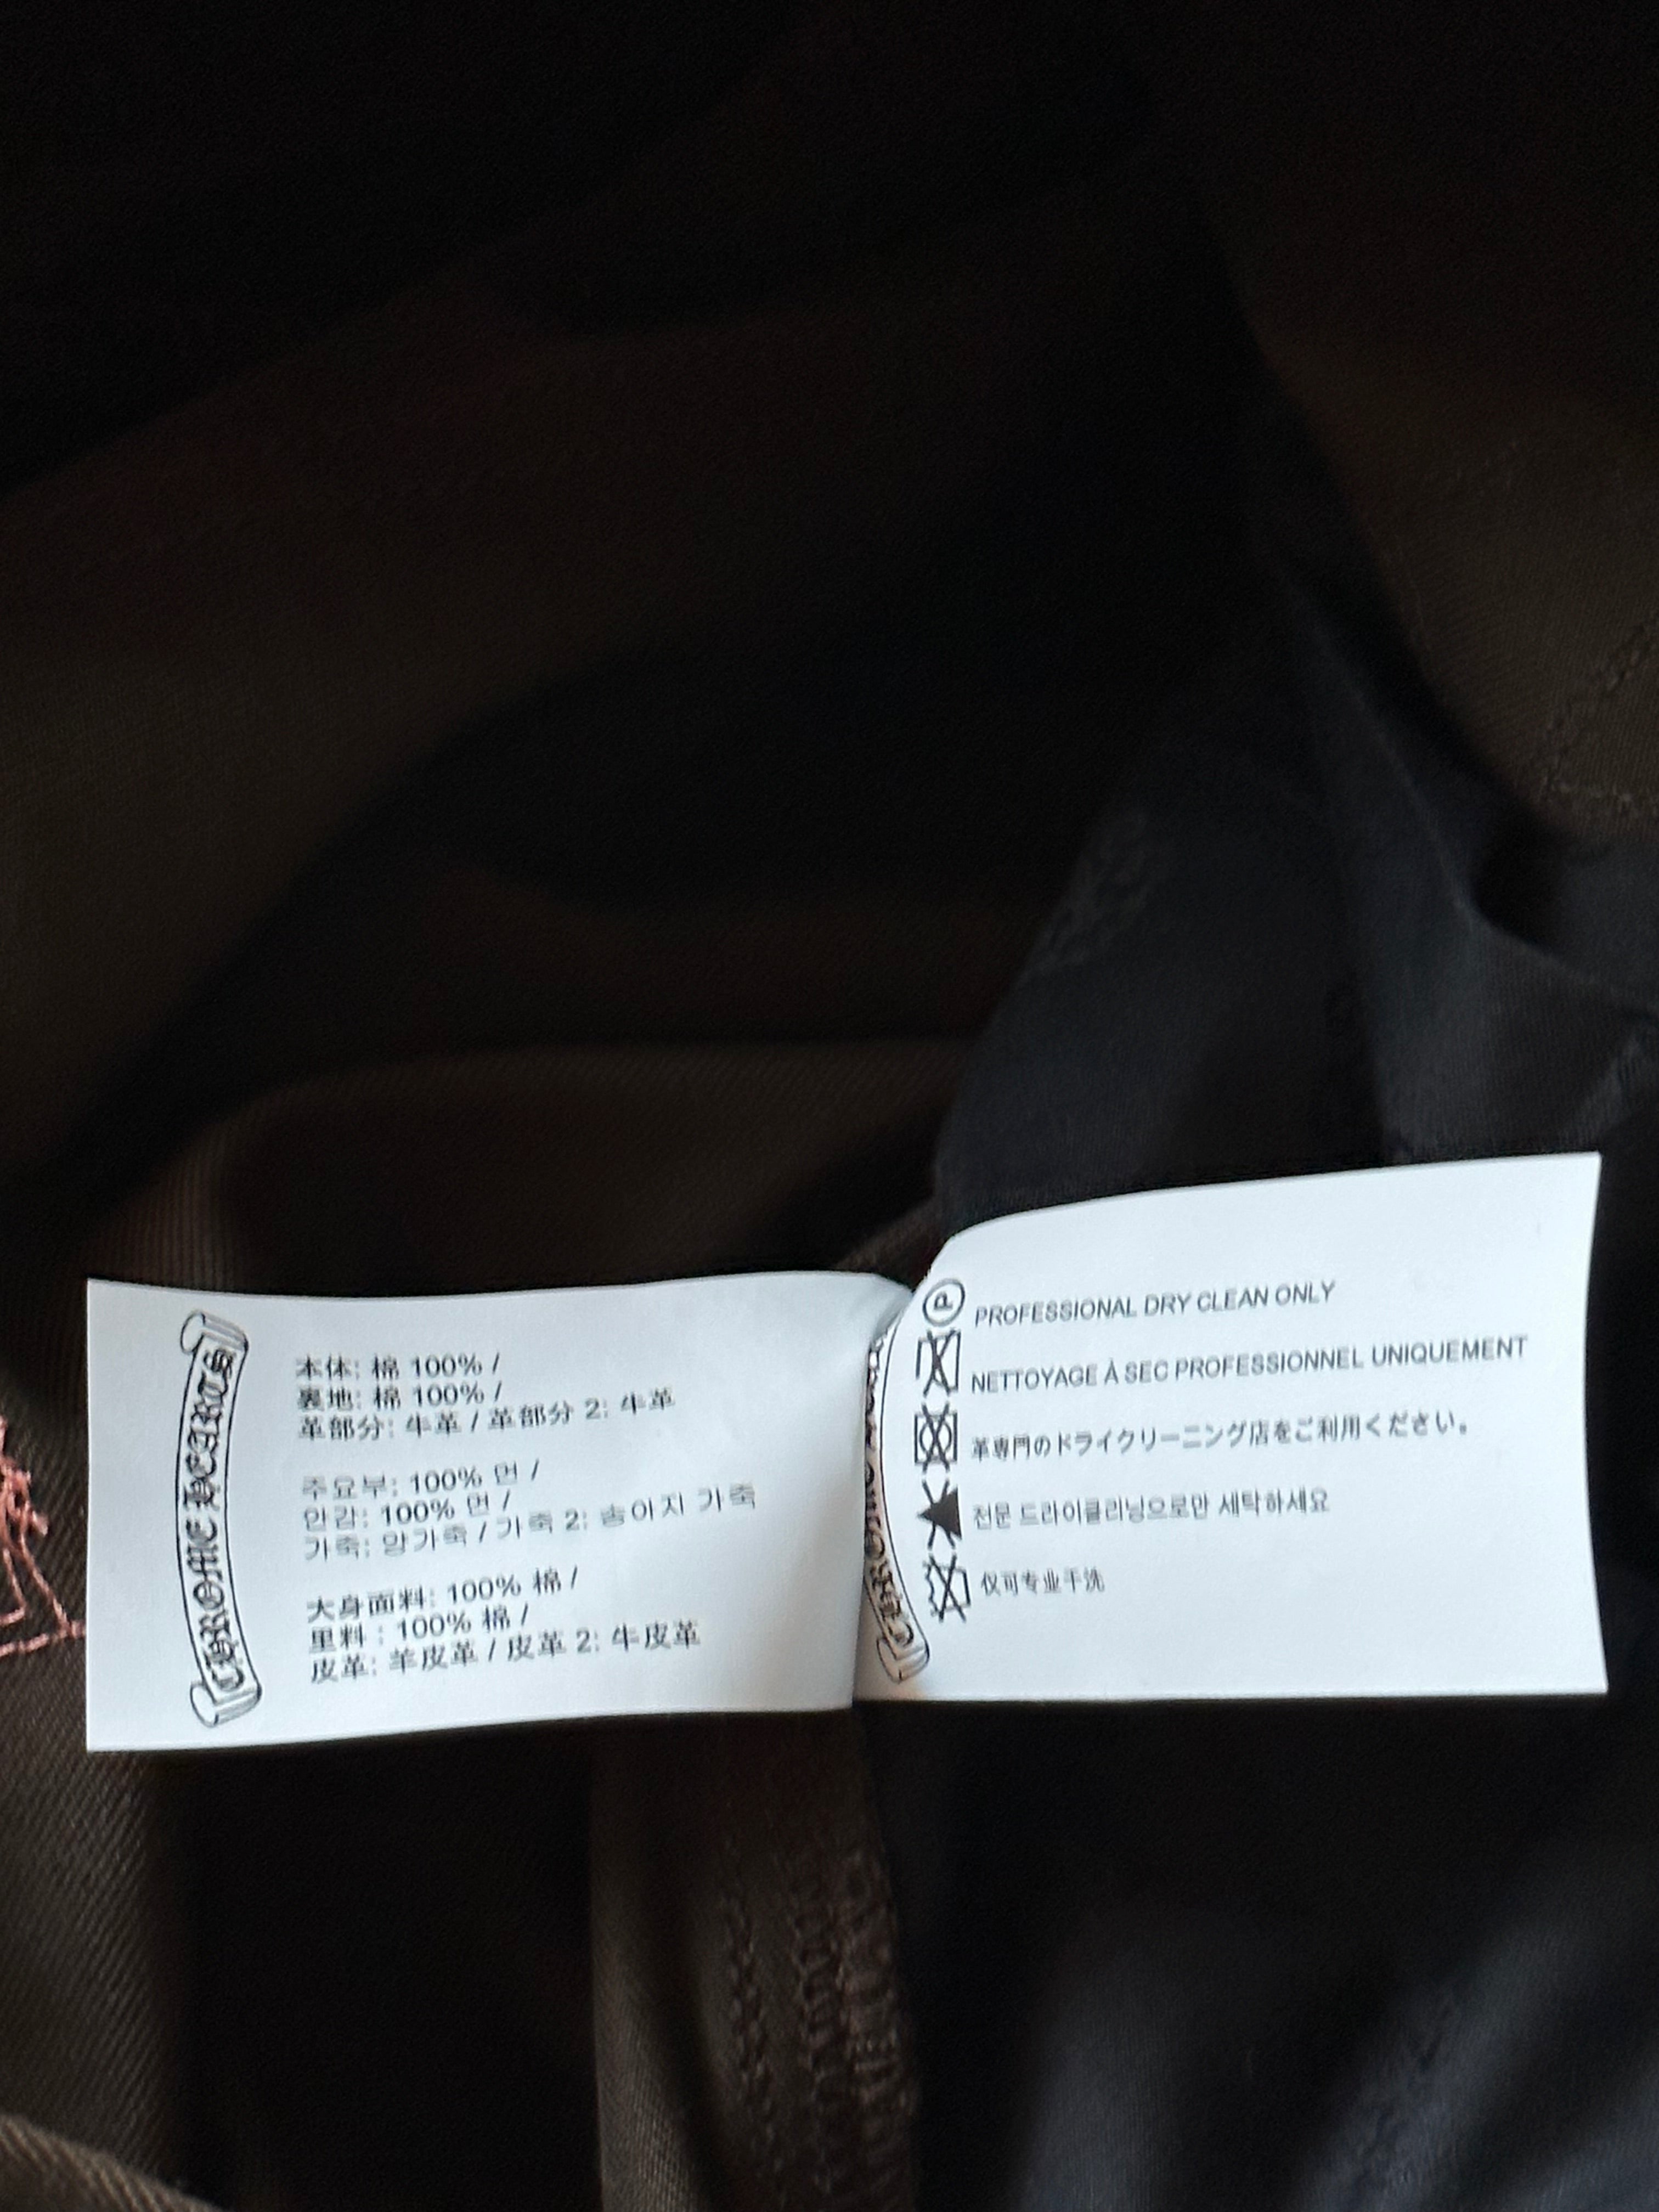 CHROME HEARTS
本体: 棉 100% /
裏地: 棉 100% /
革部分: 牛革 / 革部分 2: 牛革
주요부: 100% 먼 /
안감: 100% 먼 /
가죽: 양가죽 / 가죽 2: 송아지 가죽
大身面料: 100% 棉 /
里料 : 100% 棉 /
皮革: 羊皮革 / 皮革 2: 牛皮革
CHROME
P
PROFESSIONAL DRY CLEAN ONLY
NETTOYAGE À SEC PROFESSIONNEL UNIQUEMENT
革専門のドライクリーニング店をご利用ください。
전문 드라이클리닝으로만 세탁하세요
仅可专业干洗